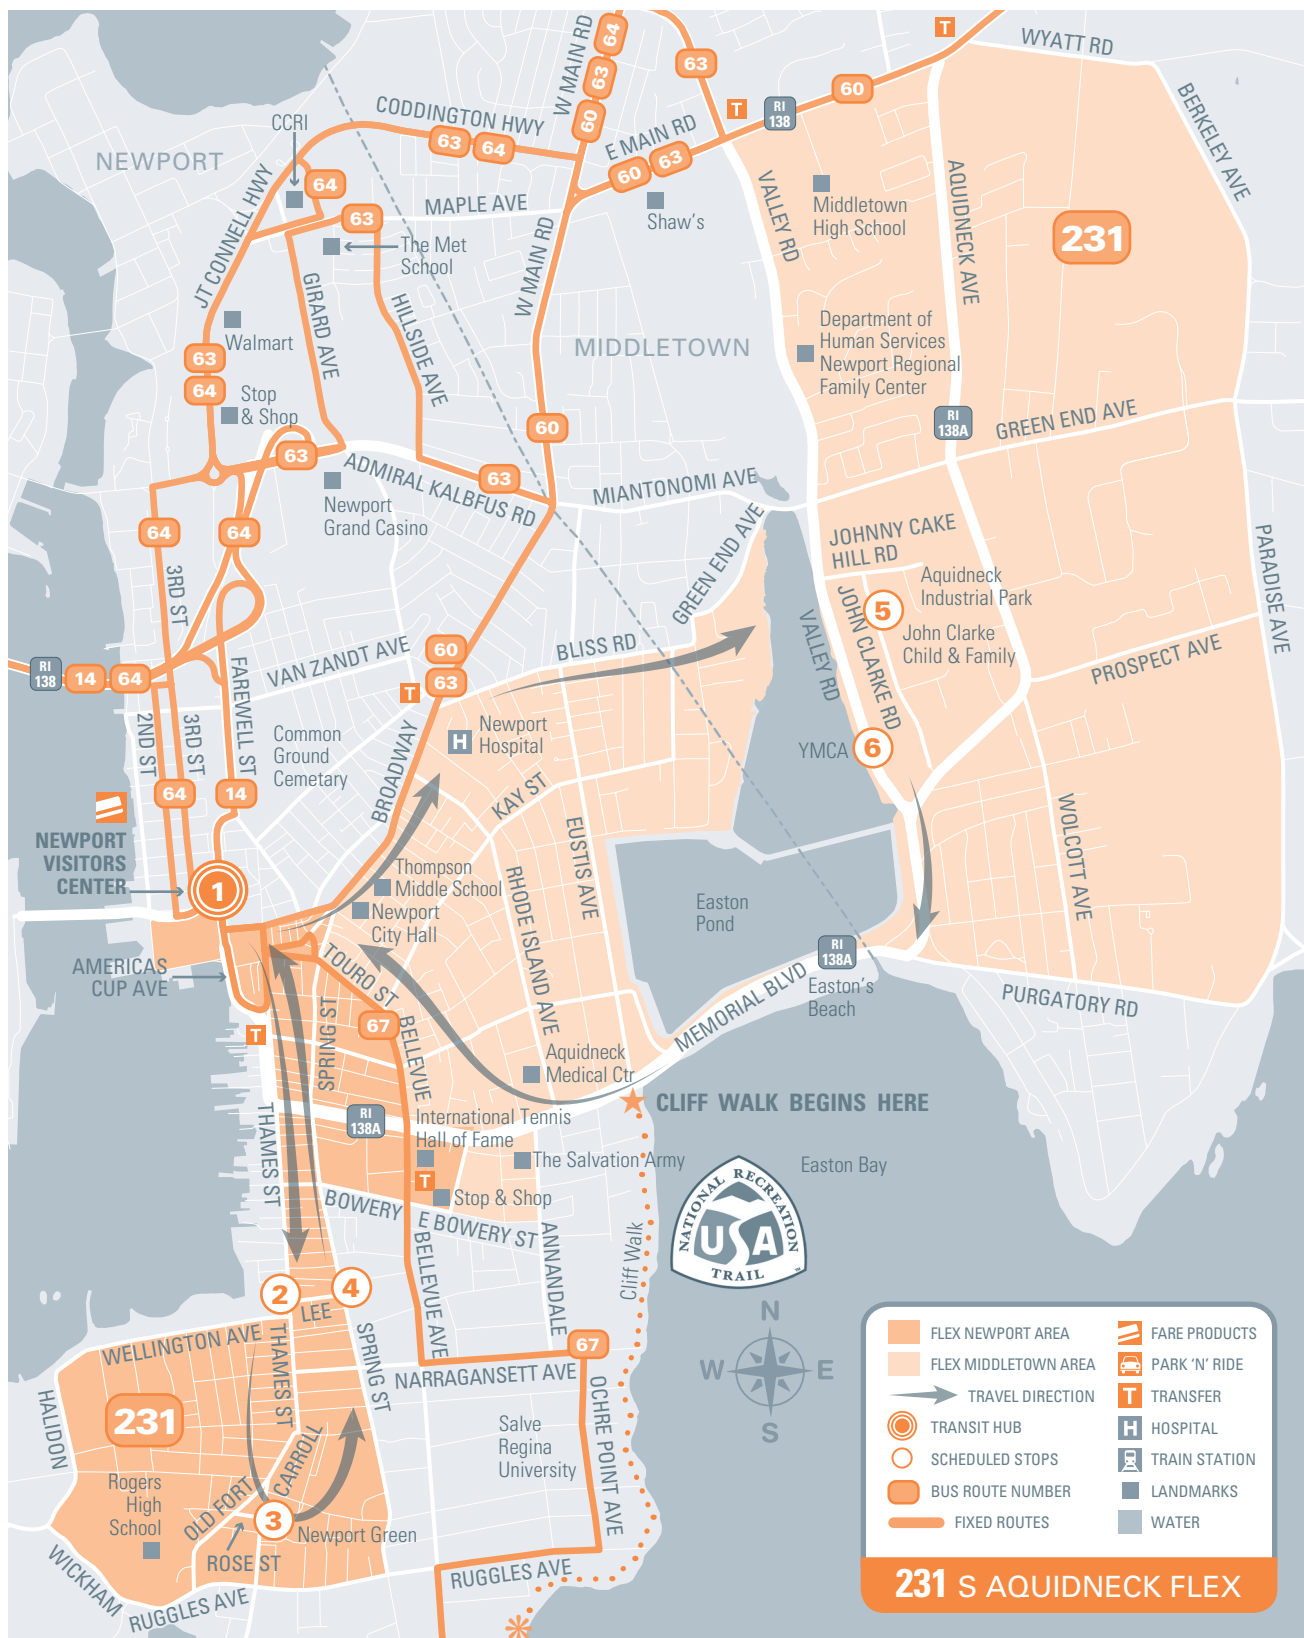 W MAIN RD
64
63
60
T
WYATT RD
63
60
T
RI
138
CODDINGTON HWY
CCRI
63
64
E MAIN RD
60
63
BERKELEY AVE
NEWPORT
64
63
MAPLE AVE
Shaw's
VALLEY RD
Middletown
High School
AQUIDNECK AVE
231
JT CONNELL HWY
The Met
School
W MAIN RD
GIRARD AVE
HILLSIDE AVE
Walmart
63
64
Stop
& Shop
MIDDLETOWN
Department of
Human Services
Newport Regional
Family Center
RI
138A
GREEN END AVE
60
63
ADMIRAL KALBFUS RD
63
Newport
Grand Casino
MIANTONOMI AVE
GREEN END AVE
64
64
3RD ST
JOHNNY CAKE
HILL RD
Aquidneck
Industrial Park
PARADISE AVE
5
JOHN CLARKE RD
John Clarke
Child & Family
VALLEY RD
PROSPECT AVE
RI
138
14
64
VAN ZANDT AVE
60
63
T
BLISS RD
FAREWELL ST
2ND ST
3RD ST
Common
Ground
Cemetary
BROADWAY
H
Newport
Hospital
YMCA
6
KAY ST
64
14
NEWPORT
VISITORS
CENTER
1
EUSTIS AVE
WOLCOTT AVE
Thompson
Middle School
Newport
City Hall
RHODE ISLAND AVE
Easton
Pond
AMERICAS
CUP AVE
TOURO ST
RI
138A
MEMORIAL BLVD
Easton's
Beach
PURGATORY RD
T
SPRING ST
67
BELLEVUE
Aquidneck
Medical Ctr
CLIFF WALK BEGINS HERE
THAMES ST
RI
138A
International Tennis
Hall of Fame
The Salvation Army
T
Stop & Shop
Easton Bay
NATIONAL RECREATION
USA
TRAIL
BOWERY
E BOWERY ST
ANNANDALE
Cliff Walk
BELLEVUE AVE
2
4
LEE
WELLINGTON AVE
THAMES ST
SPRING ST
67
NARRAGANSETT AVE
OCHRE POINT AVE
N
W
E
S
HALIDON
231
CARROLL
Salve
Regina
University
Rogers
High
School
OLD FORT
3
Newport Green
ROSE ST
WICKHAM
RUGGLES AVE
RUGGLES AVE
FLEX NEWPORT AREA
FLEX MIDDLETOWN AREA
TRAVEL DIRECTION
TRANSIT HUB
SCHEDULED STOPS
BUS ROUTE NUMBER
FIXED ROUTES
FARE PRODUCTS
PARK 'N' RIDE
T
TRANSFER
H
HOSPITAL
TRAIN STATION
LANDMARKS
WATER
231 S AQUIDNECK FLEX